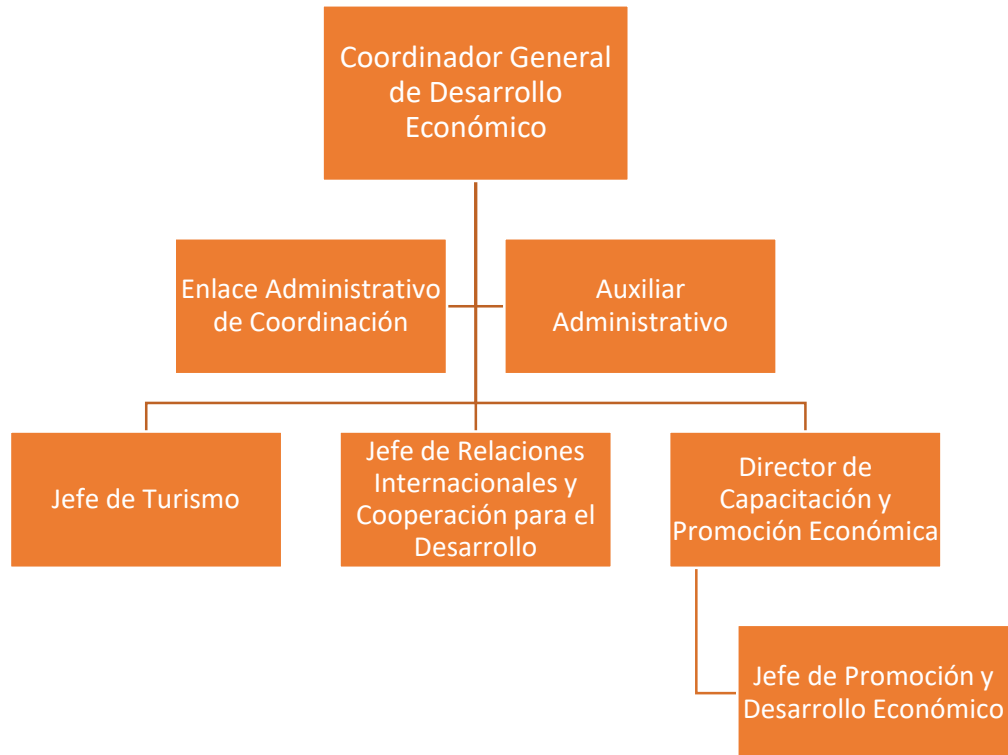 Coordinador General
de Desarrollo
Económico
Enlace Administrativo
de Coordinación
Auxiliar
Administrativo
Jefe de Turismo
Jefe de Relaciones
Internacionales y
Cooperación para el
Desarrollo
Director de
Capacitación y
Promoción Económica
Jefe de Promoción y
Desarrollo Económico